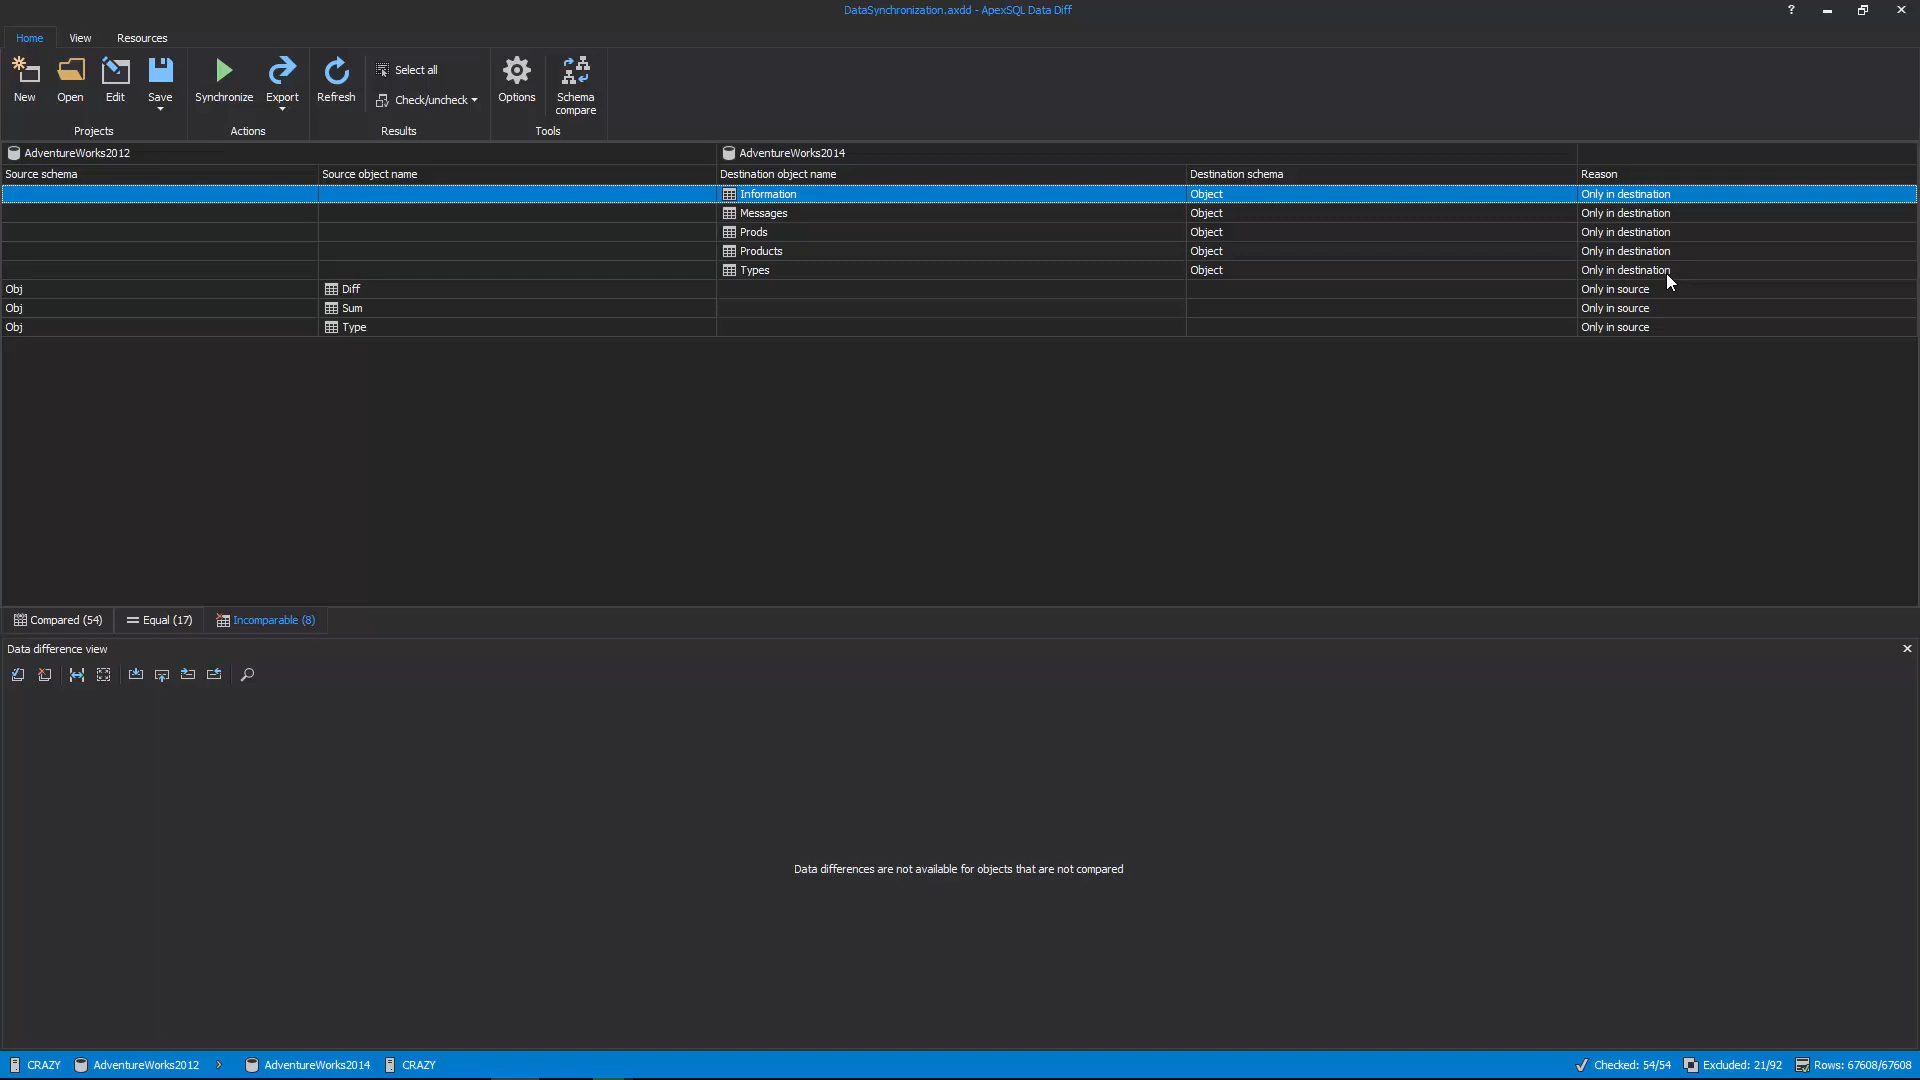 DataSynchronization.axdd - ApexSQL Data Diff
?
Home View Resources
New Open Edit Save Synchronize Export Refresh Select all Check/uncheck Options Schema compare
Projects Actions Results Tools
AdventureWorks2012 AdventureWorks2014
Source schema Source object name Destination object name Destination schema Reason
Information Object Only in destination
Messages Object Only in destination
Prods Object Only in destination
Products Object Only in destination
Types Object Only in destination
Obj Diff Only in source
Obj Sum Only in source
Obj Type Only in source
Compared (54) Equal (17) Incomparable (8)
Data difference view
Data differences are not available for objects that are not compared
CRAZY AdventureWorks2012 > AdventureWorks2014 CRAZY Checked: 54/54 Excluded: 21/92 Rows: 67608/67608